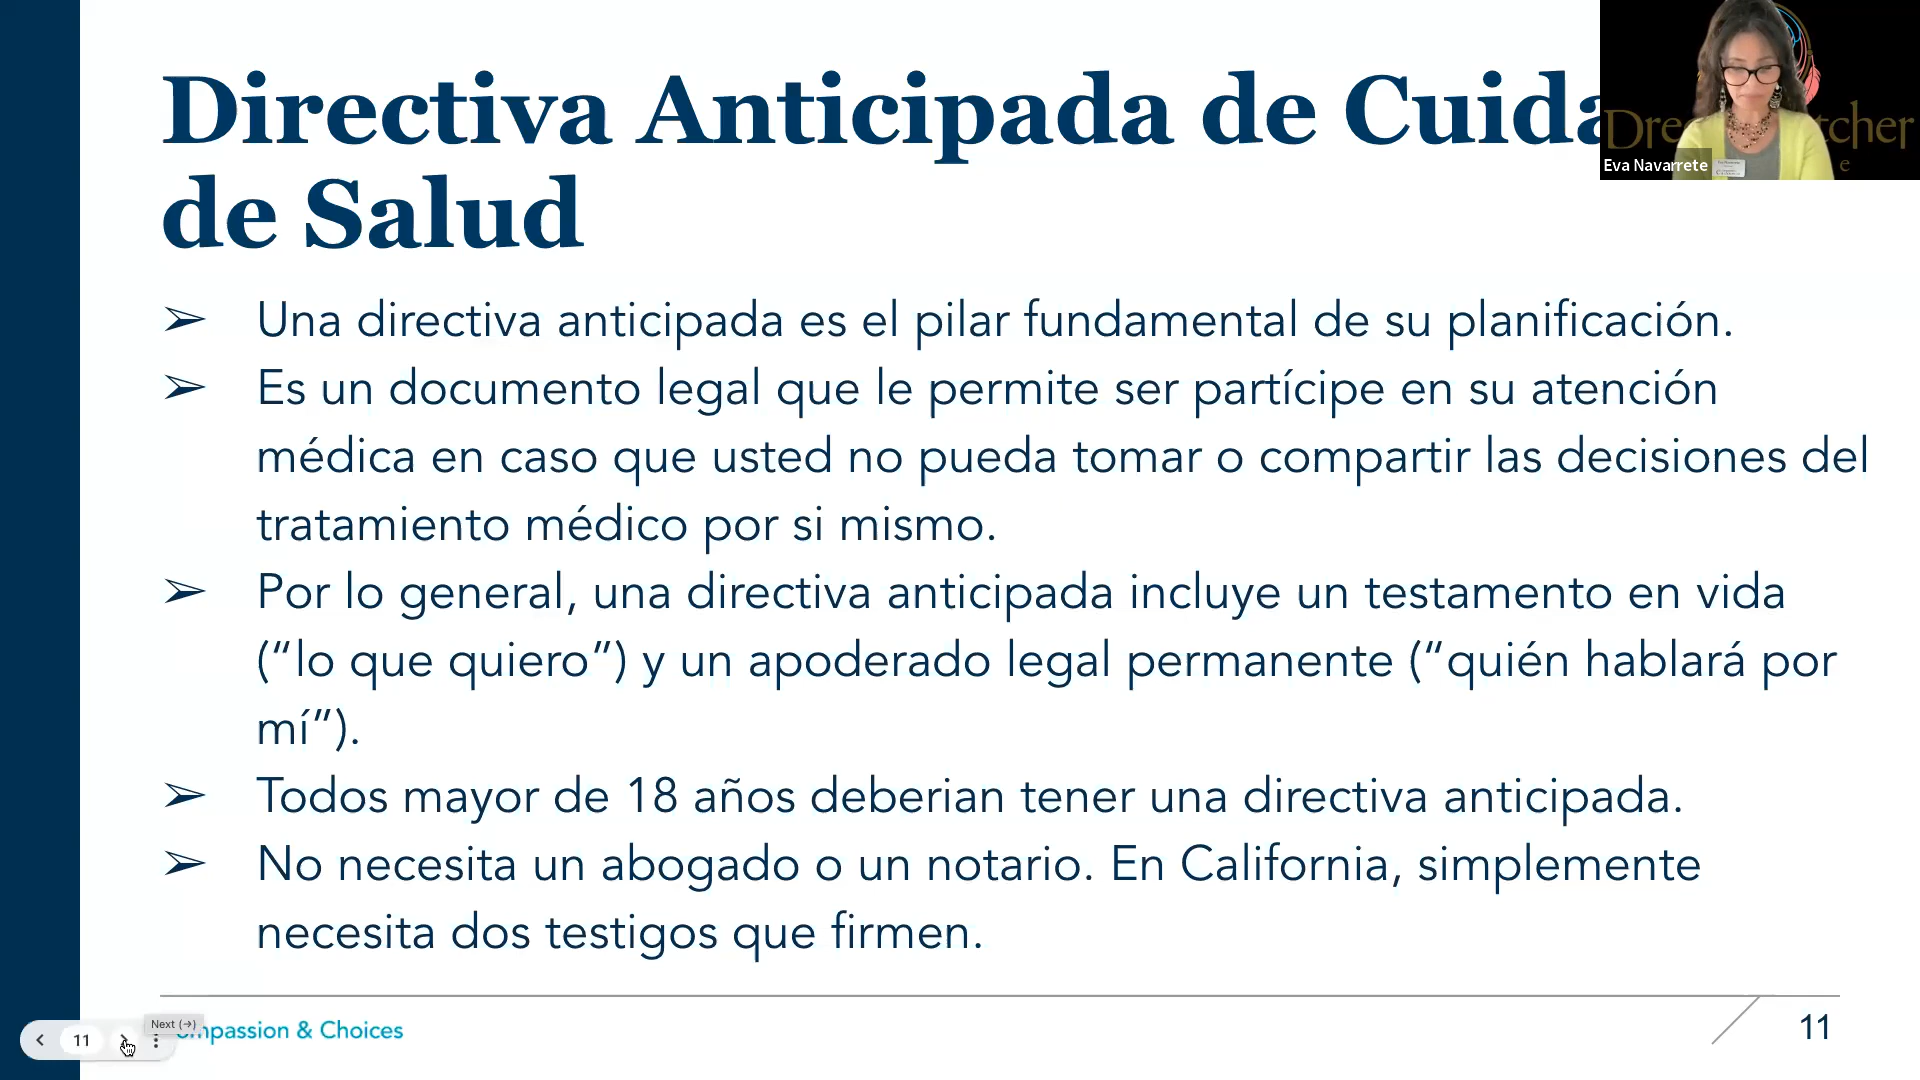 Directiva Anticipada de Cuida
de Salud
Eva Navarrete
➢ Una directiva anticipada es el pilar fundamental de su planificación.
➢ Es un documento legal que le permite ser partícipe en su atención
médica en caso que usted no pueda tomar o compartir las decisiones del
tratamiento médico por si mismo.
➢ Por lo general, una directiva anticipada incluye un testamento en vida
(“lo que quiero”) y un apoderado legal permanente (“quién hablará por
mí”).
➢ Todos mayor de 18 años deberian tener una directiva anticipada.
➢ No necesita un abogado o un notario. En California, simplemente
necesita dos testigos que firmen.
Next (→)
11
ompassion & Choices
11